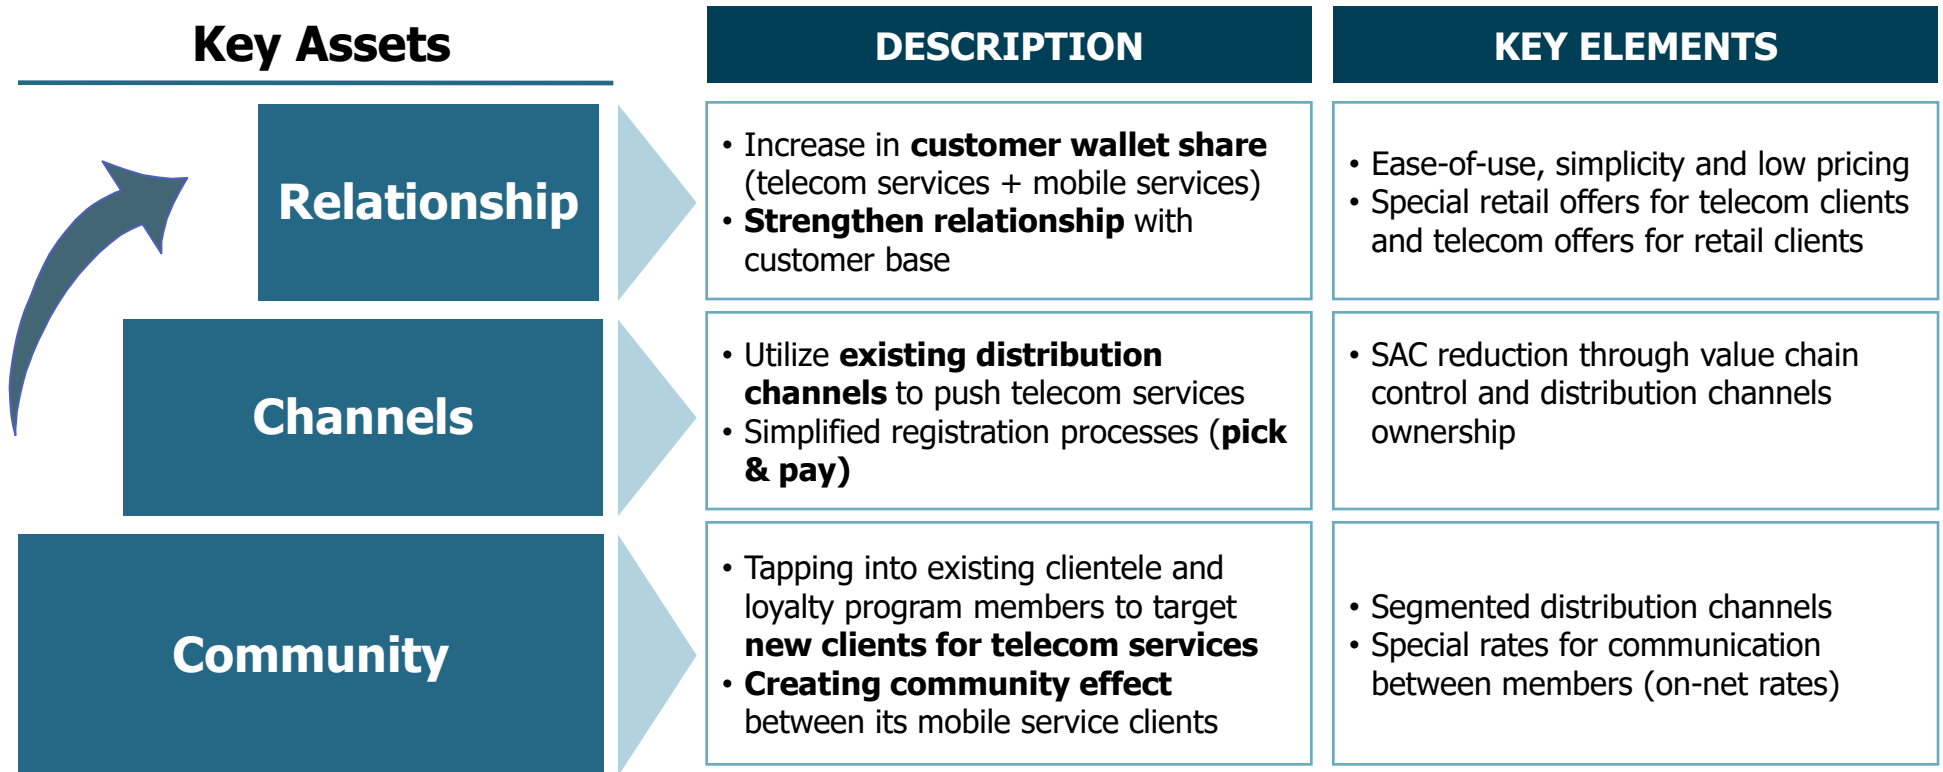 Key Assets
DESCRIPTION
KEY ELEMENTS
Relationship
• Increase in customer wallet share
(telecom services + mobile services)
• Strengthen relationship with
customer base
• Ease-of-use, simplicity and low pricing
• Special retail offers for telecom clients
and telecom offers for retail clients
Channels
• Utilize existing distribution
channels to push telecom services
• Simplified registration processes (pick
& pay)
• SAC reduction through value chain
control and distribution channels
ownership
Community
• Tapping into existing clientele and
loyalty program members to target
new clients for telecom services
• Creating community effect
between its mobile service clients
• Segmented distribution channels
• Special rates for communication
between members (on-net rates)